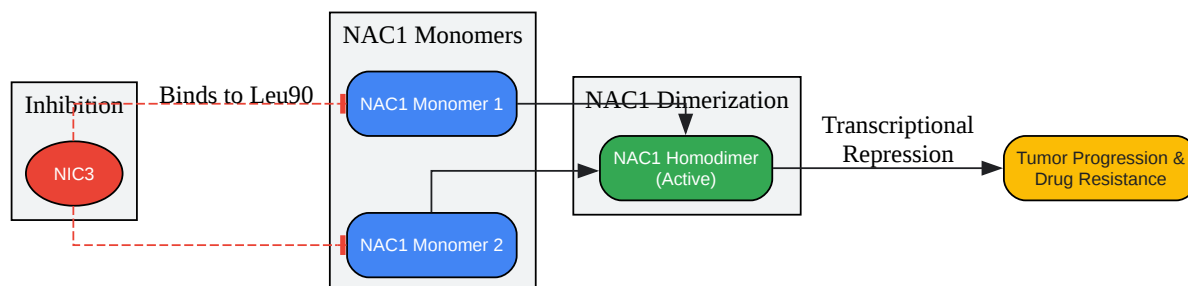 Inhibition
NIC3
Binds to Leu90
NAC1 Monomers
NAC1 Monomer 1
NAC1 Monomer 2
NAC1 Dimerization
NAC1 Homodimer
(Active)
Transcriptional
Repression
Tumor Progression &
Drug Resistance